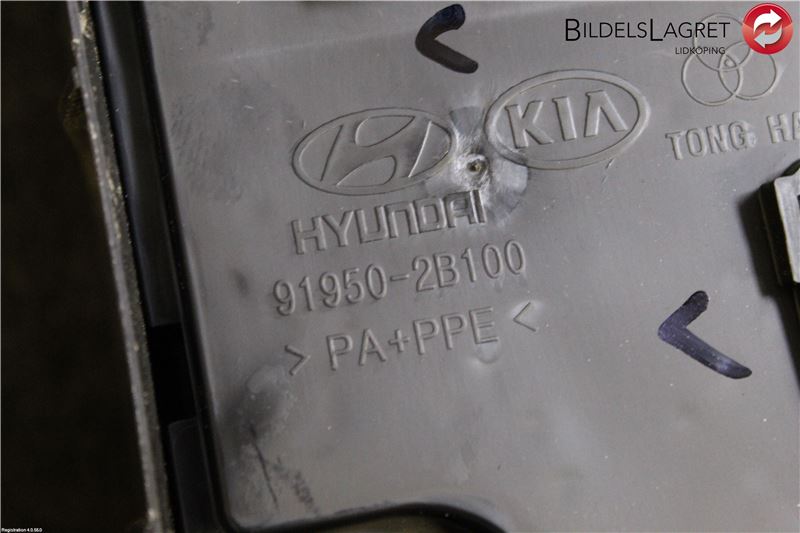 BILDELSLAGRET
LIDKÖPING
KIA
TONG HA
HYUNDAI
91950-2B100
> PA+PPE <
Registration 4.0.55.0